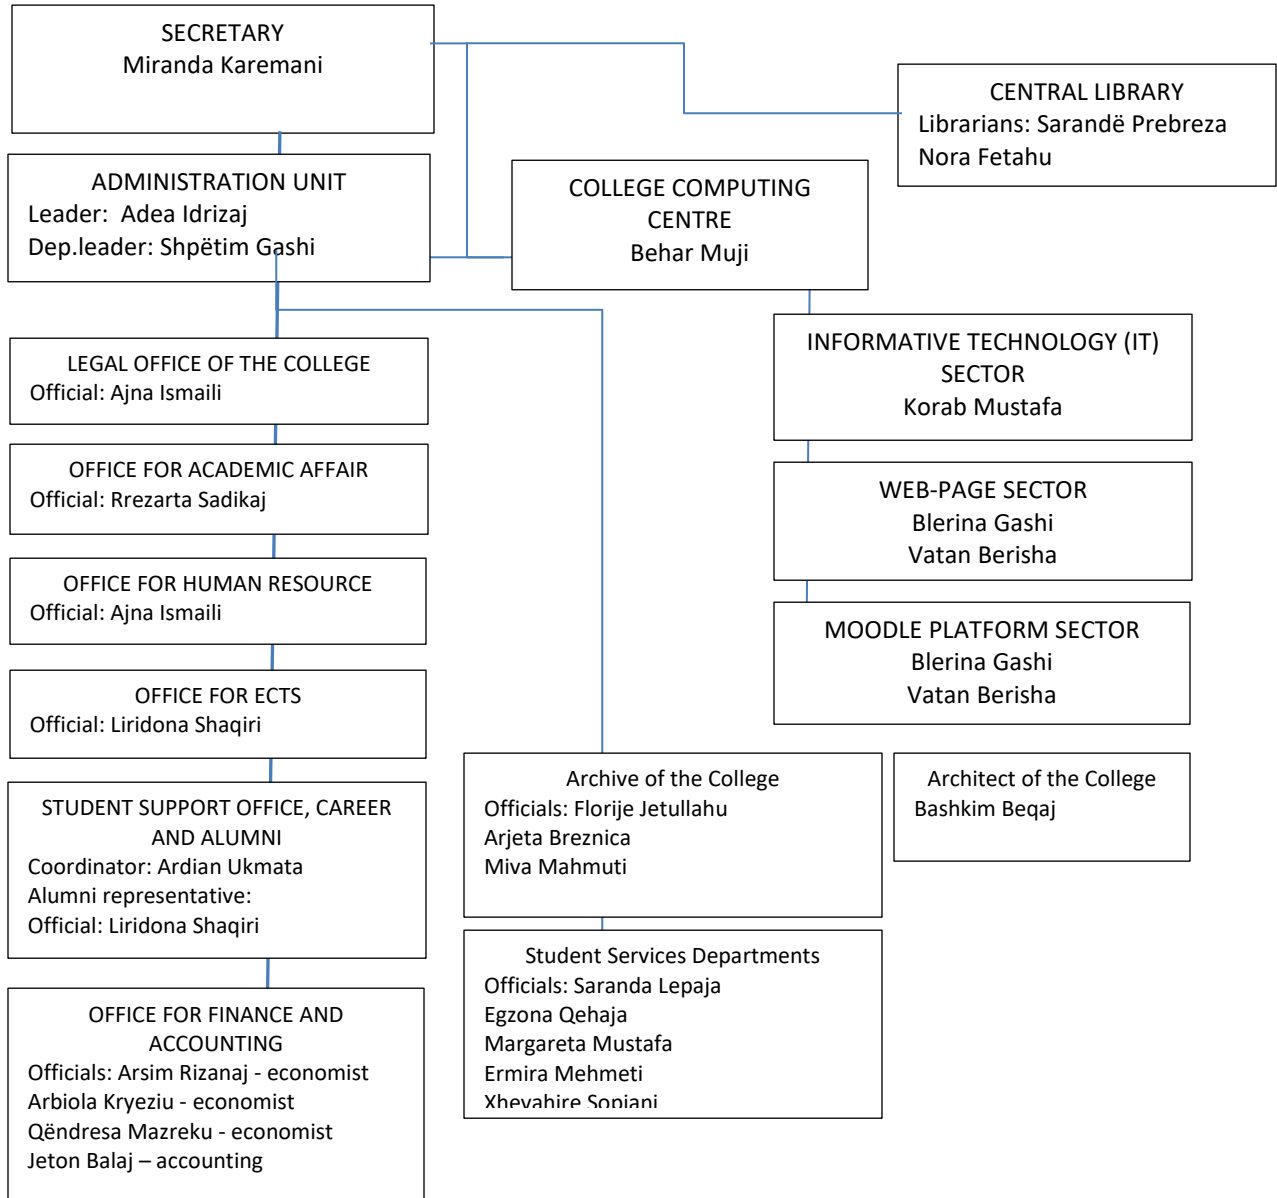 SECRETARY
Miranda Karemani
CENTRAL LIBRARY
Librarians: Sarandë Prebreza
Nora Fetahu
ADMINISTRATION UNIT
Leader:  Adea Idrizaj
Dep.leader: Shpëtim Gashi
COLLEGE COMPUTING
CENTRE
Behar Muji
LEGAL OFFICE OF THE COLLEGE
Official: Ajna Ismaili
OFFICE FOR ACADEMIC AFFAIR
Official: Rrezarta Sadikaj
OFFICE FOR HUMAN RESOURCE
Official: Ajna Ismaili
OFFICE FOR ECTS
Official: Liridona Shaqiri
STUDENT SUPPORT OFFICE, CAREER
AND ALUMNI
Coordinator: Ardian Ukmata
Alumni representative:
Official: Liridona Shaqiri
OFFICE FOR FINANCE AND
ACCOUNTING
Officials: Arsim Rizanaj - economist
Arbiola Kryeziu - economist
Qëndresa Mazreku - economist
Jeton Balaj – accounting
INFORMATIVE TECHNOLOGY (IT)
SECTOR
Korab Mustafa
WEB-PAGE SECTOR
Blerina Gashi
Vatan Berisha
MOODLE PLATFORM SECTOR
Blerina Gashi
Vatan Berisha
Archive of the College
Officials: Florije Jetullahu
Arjeta Breznica
Miva Mahmuti
Architect of the College
Bashkim Beqaj
Student Services Departments
Officials: Saranda Lepaja
Egzona Qehaja
Margareta Mustafa
Ermira Mehmeti
Xhevahire Sopjani